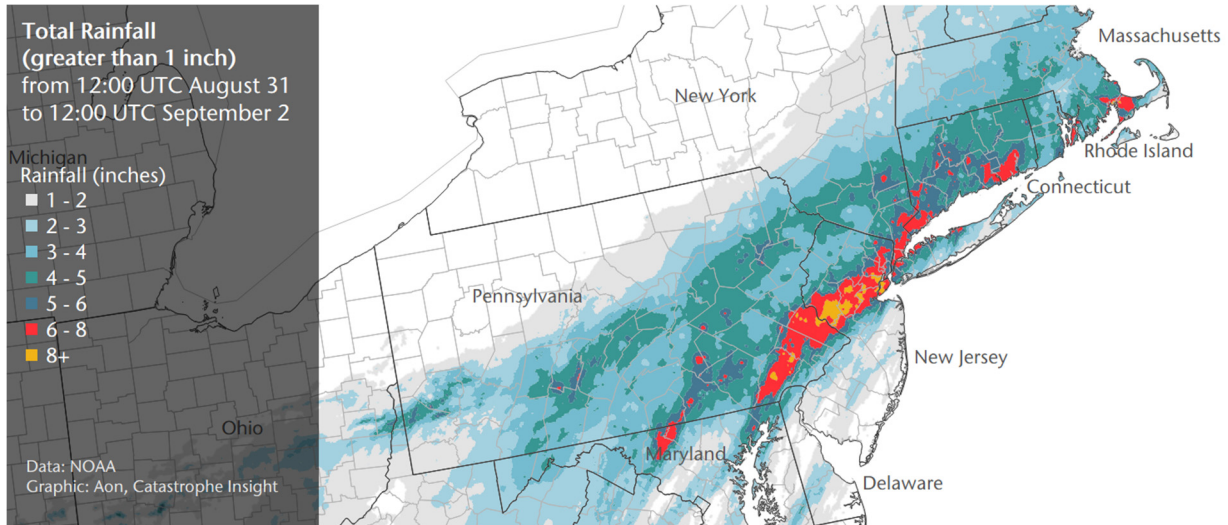 Total Rainfall
(greater than 1 inch)
from 12:00 UTC August 31
to 12:00 UTC September 2
Michigan
Rainfall (inches)
1 - 2
2 - 3
3 - 4
4 - 5
5 - 6
6 - 8
8+
Ohio
Data: NOAA
Graphic: Aon, Catastrophe Insight
Massachusetts
New York
Rhode Island
Connecticut
Pennsylvania
New Jersey
Maryland
Delaware